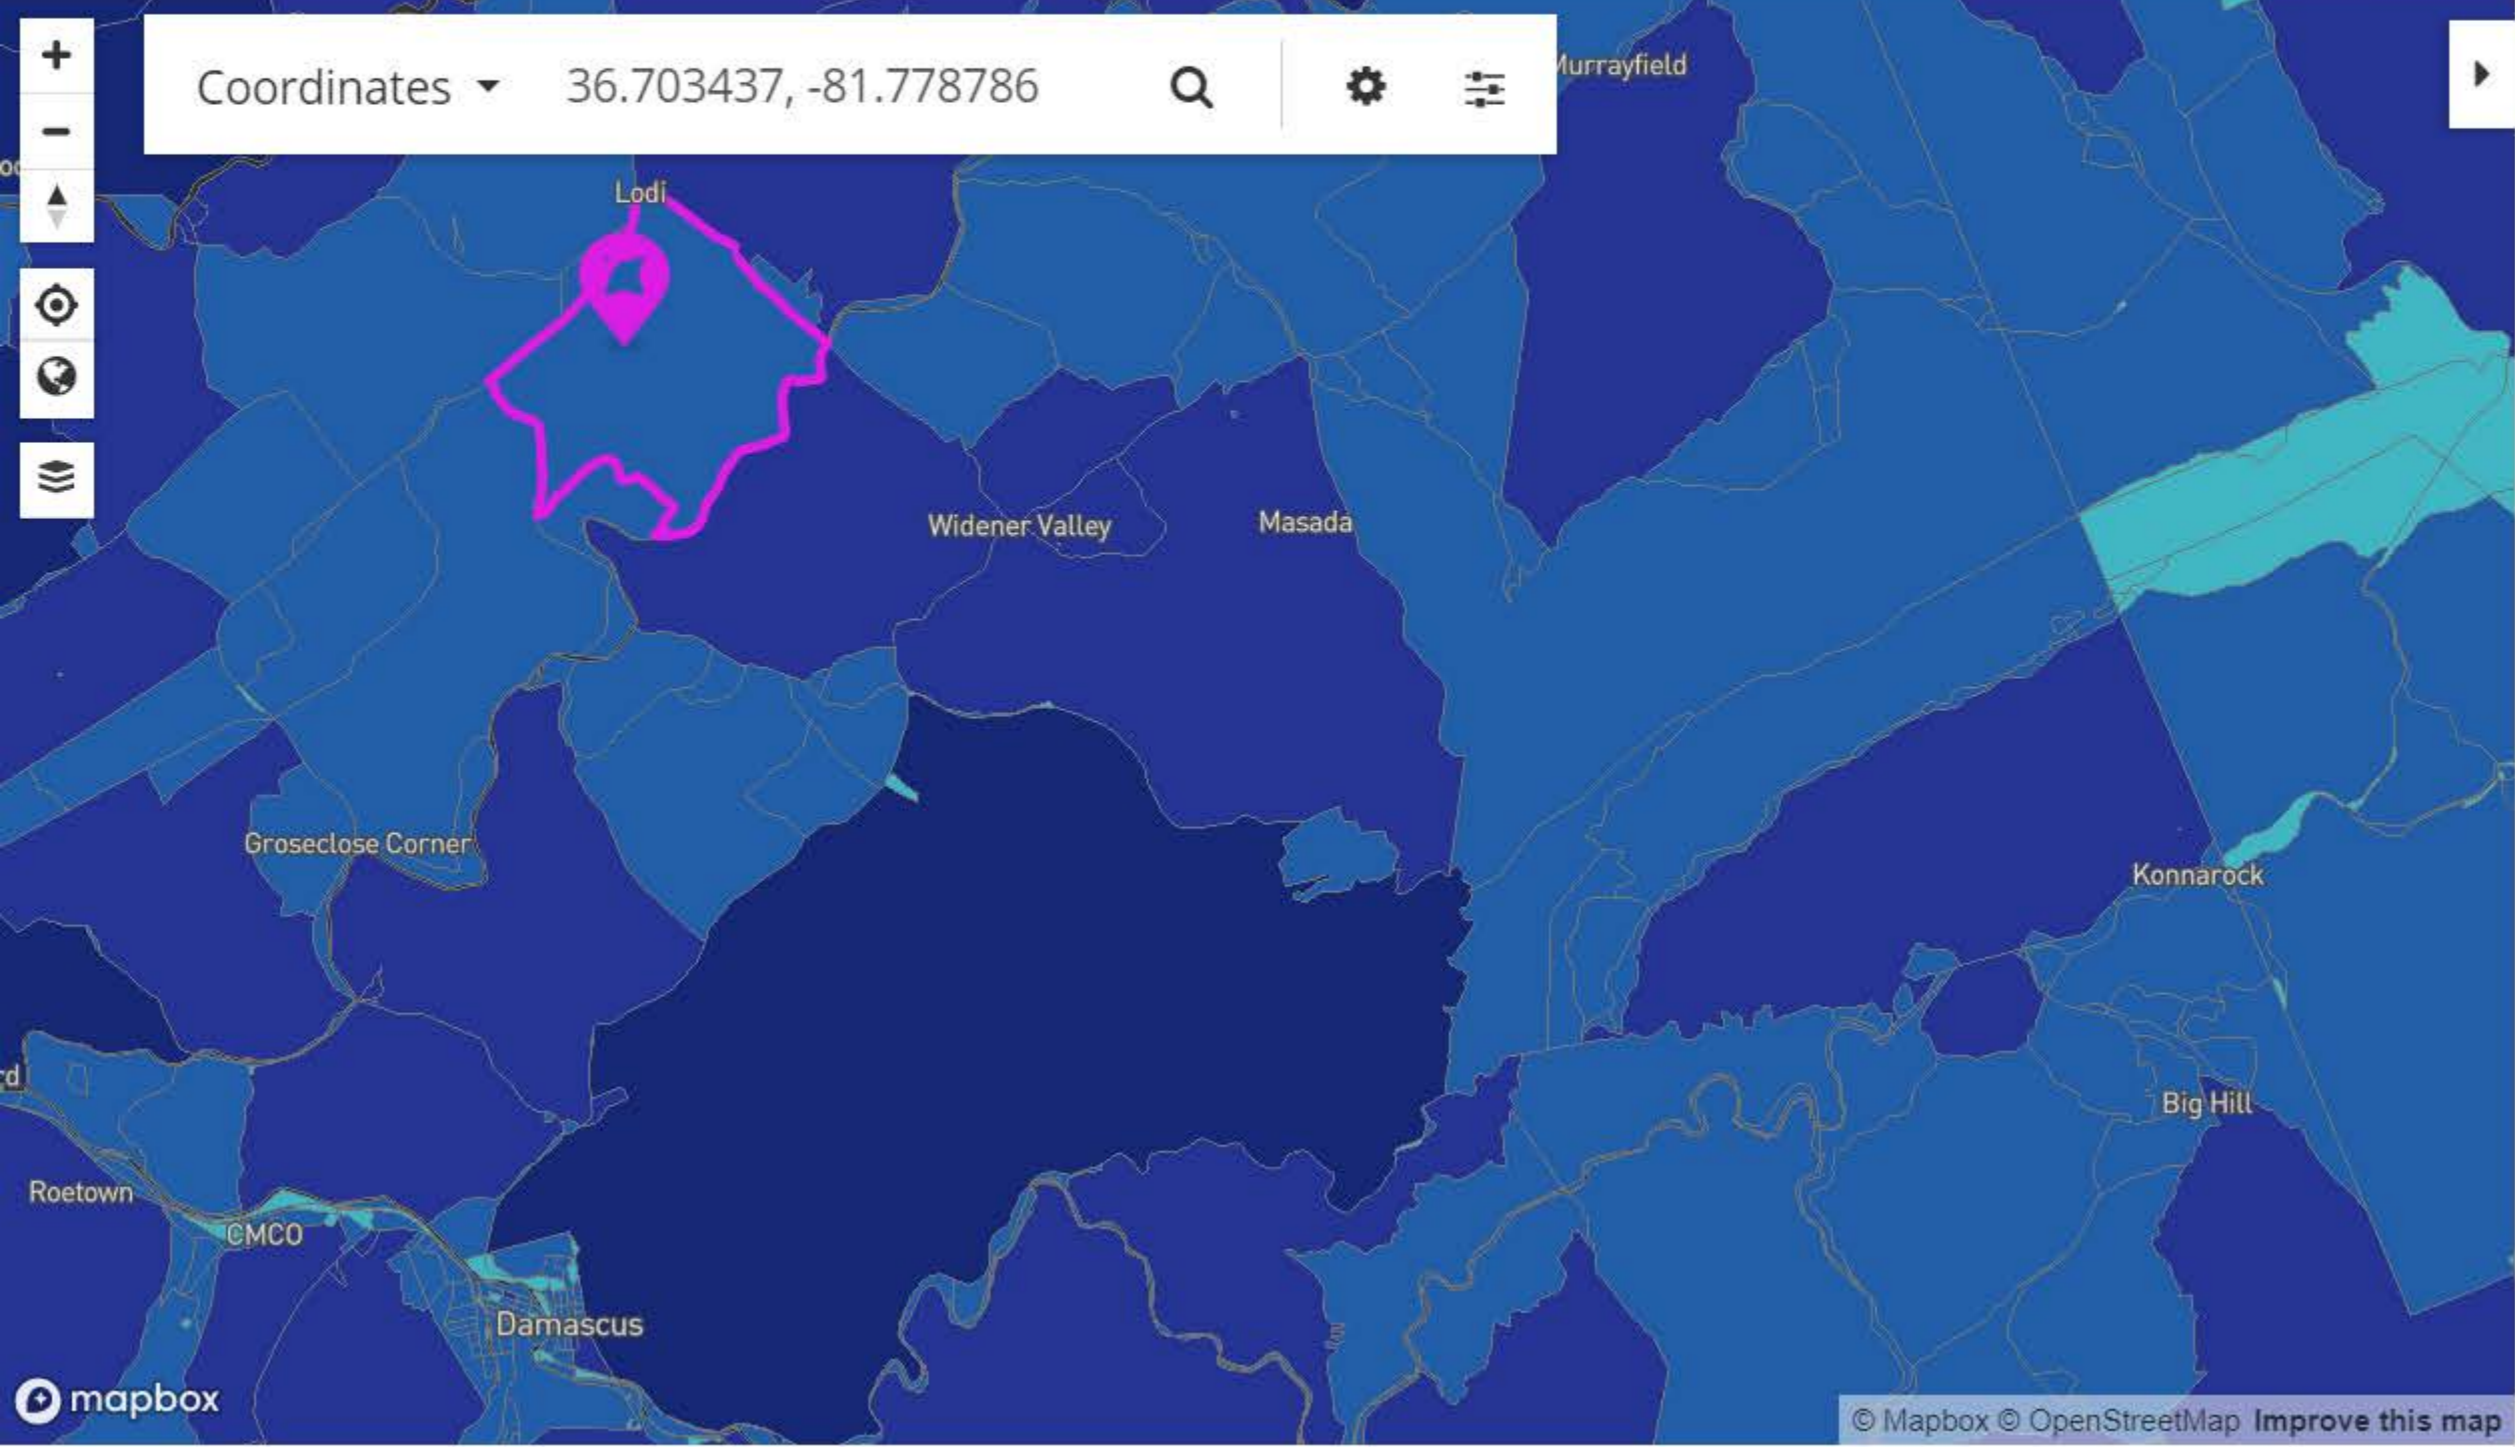 Coordinates 36.703437, -81.778786
Murrayfield
Lodi
Widener Valley
Masada
Groseclose Corner
Konnarock
Big Hill
Roetown
CMCO
Damascus
mapbox
© Mapbox © OpenStreetMap Improve this map